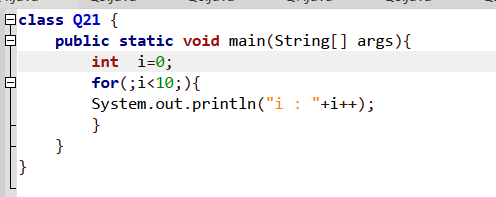 class Q21 {
public static void main(String[] args){
int  i=0;
for(;i<10;){
System.out.println("i : "+i++);
}
}
}